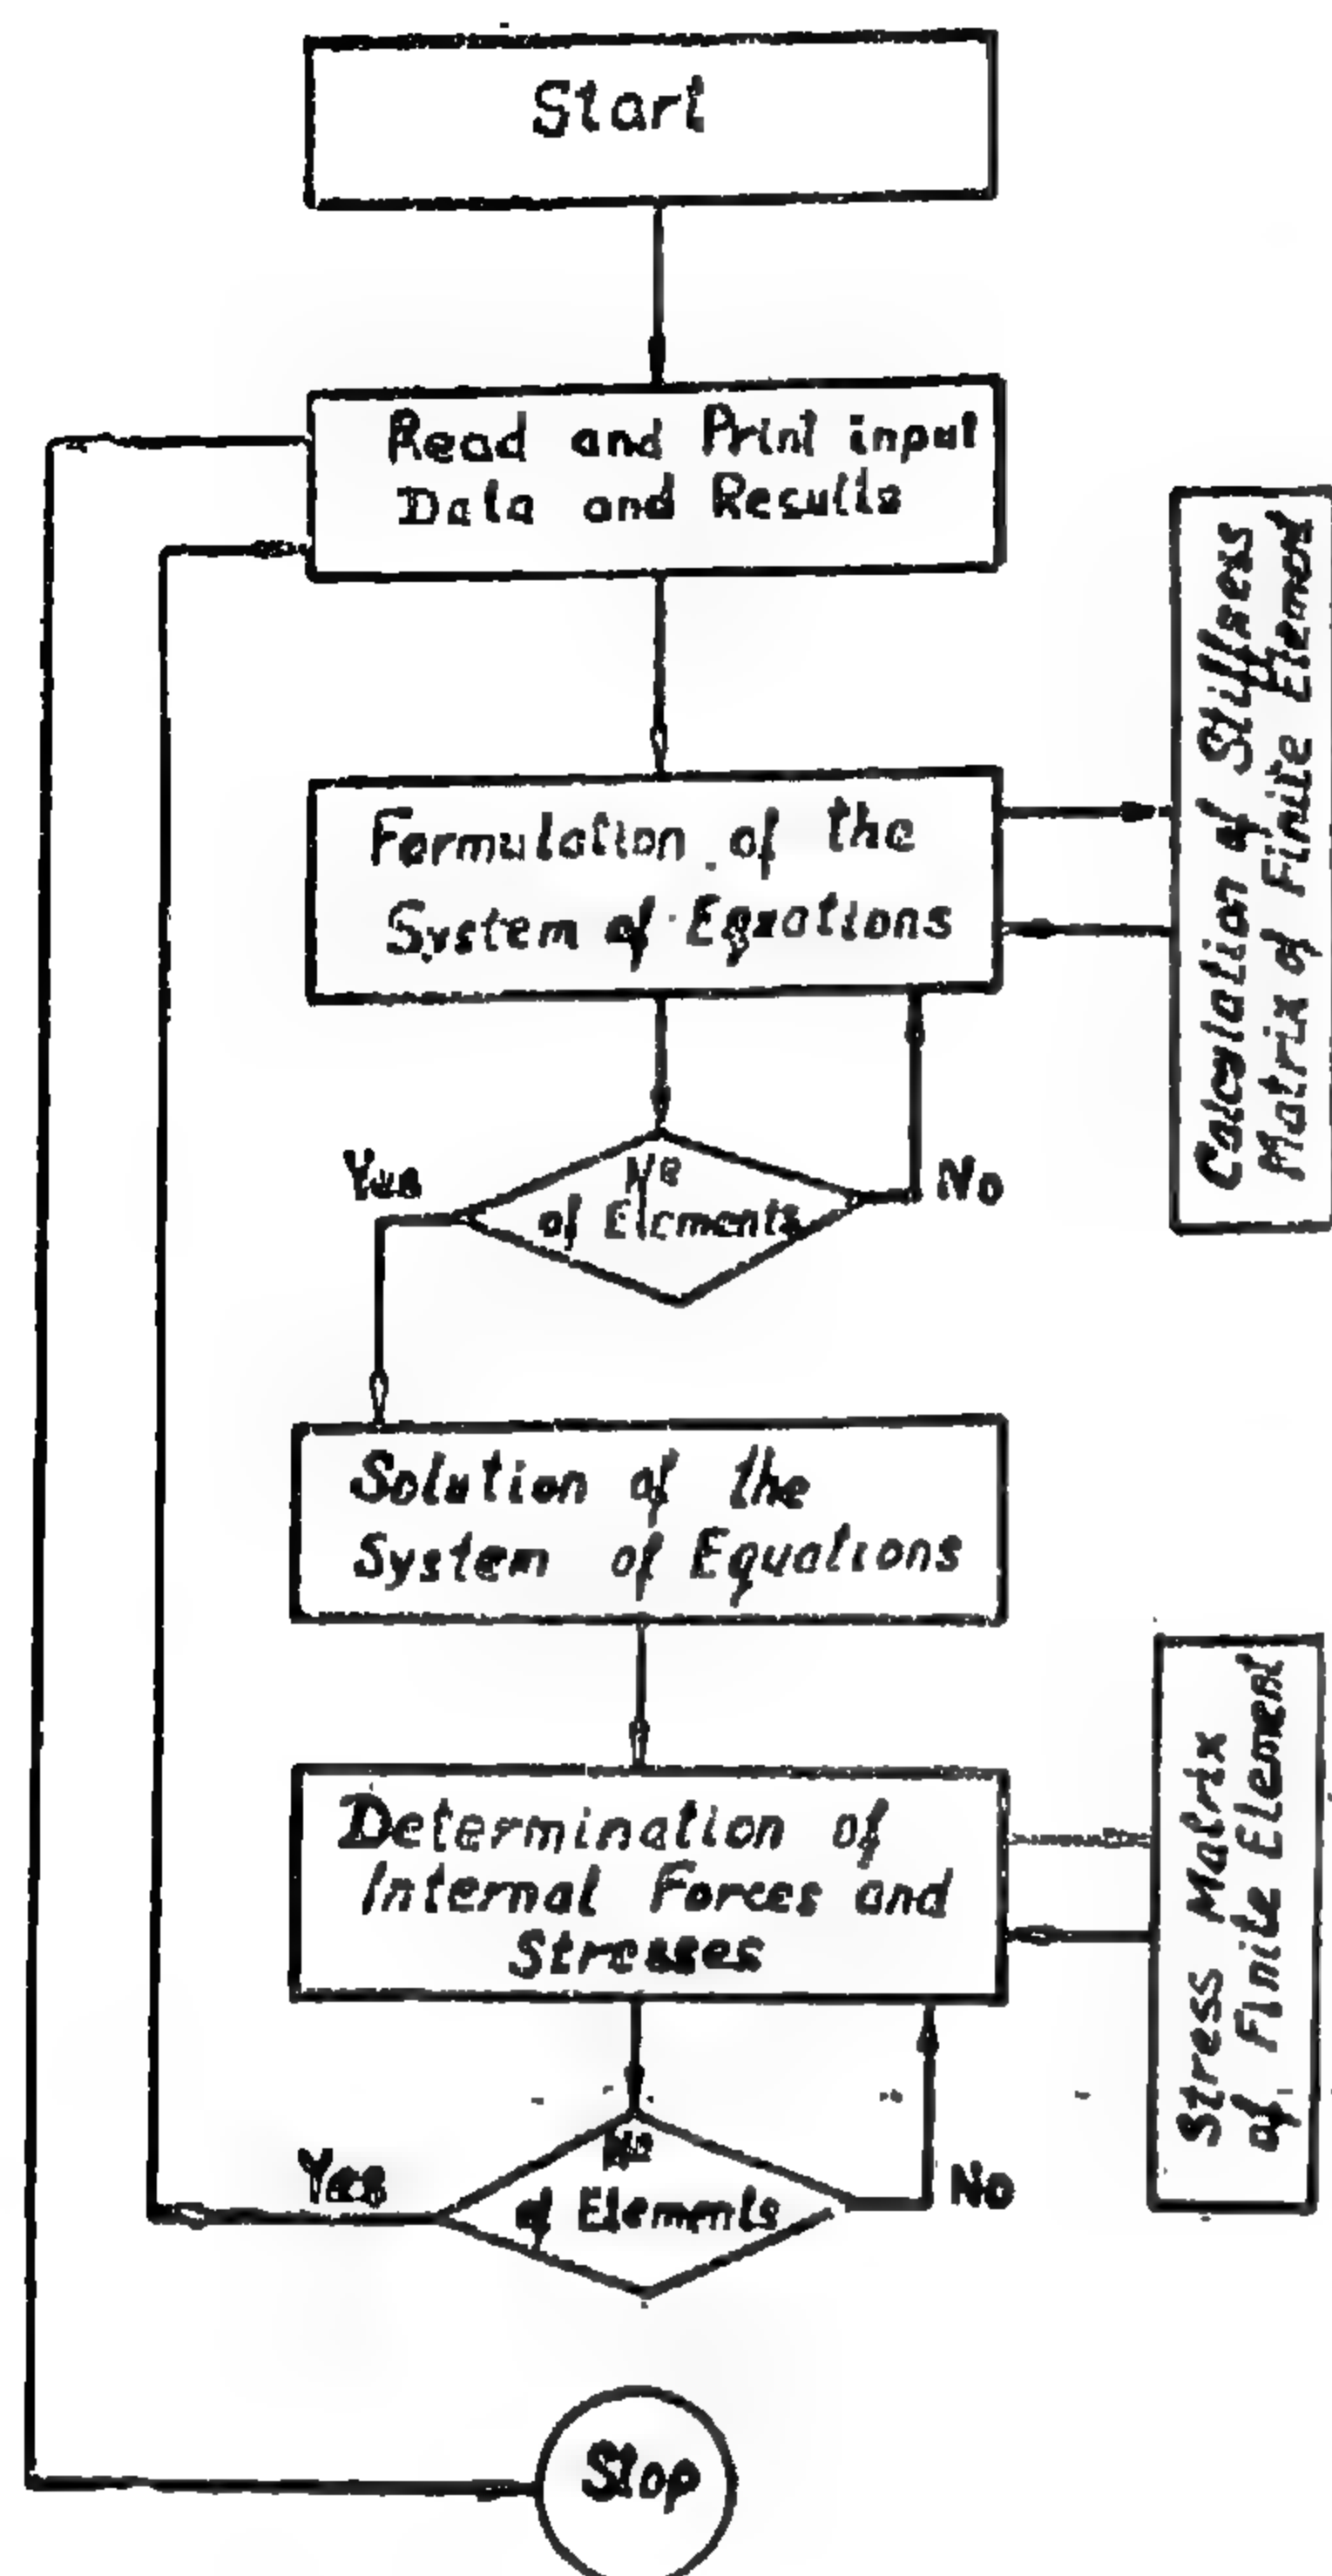 Start
Read and Print input
Data and Results
Formulation of the
System of Equations
Calculation of Stiffness
Matrix of Finite Element
Yes
№
of Elements
No
Solution of the
System of Equations
Determination of
Internal Forces and
Stresses
Stress Matrix
of Finite Element
Yes
№
of Elements
No
Stop